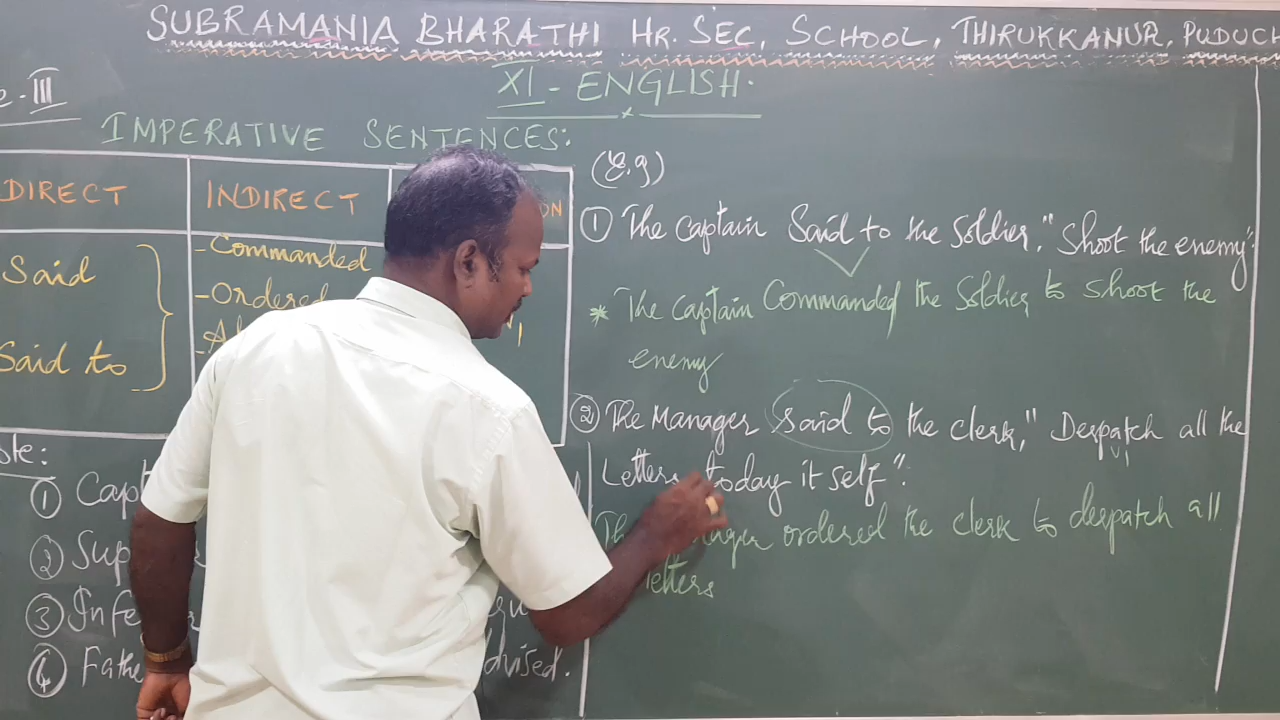 SUBRAMANIA BHARATHI HR. SEC. SCHOOL, THIRUKKANUR, PUDUCH
XI - ENGLISH.
III
IMPERATIVE SENTENCES:
DIRECT INDIRECT ON
Said
Said to
- Commanded
- Ordered
① Cap
② Sup
③ Infe
④ Fathe dvised.
(E.g)
① The Captain Said to the Soldier, "Shoot the enemy".
* The Captain Commanded the Soldier to shoot the
enemy
② The Manager said to the clerk, "Despatch all the
Letters today it self".
ordered the clerk to despatch all
letters